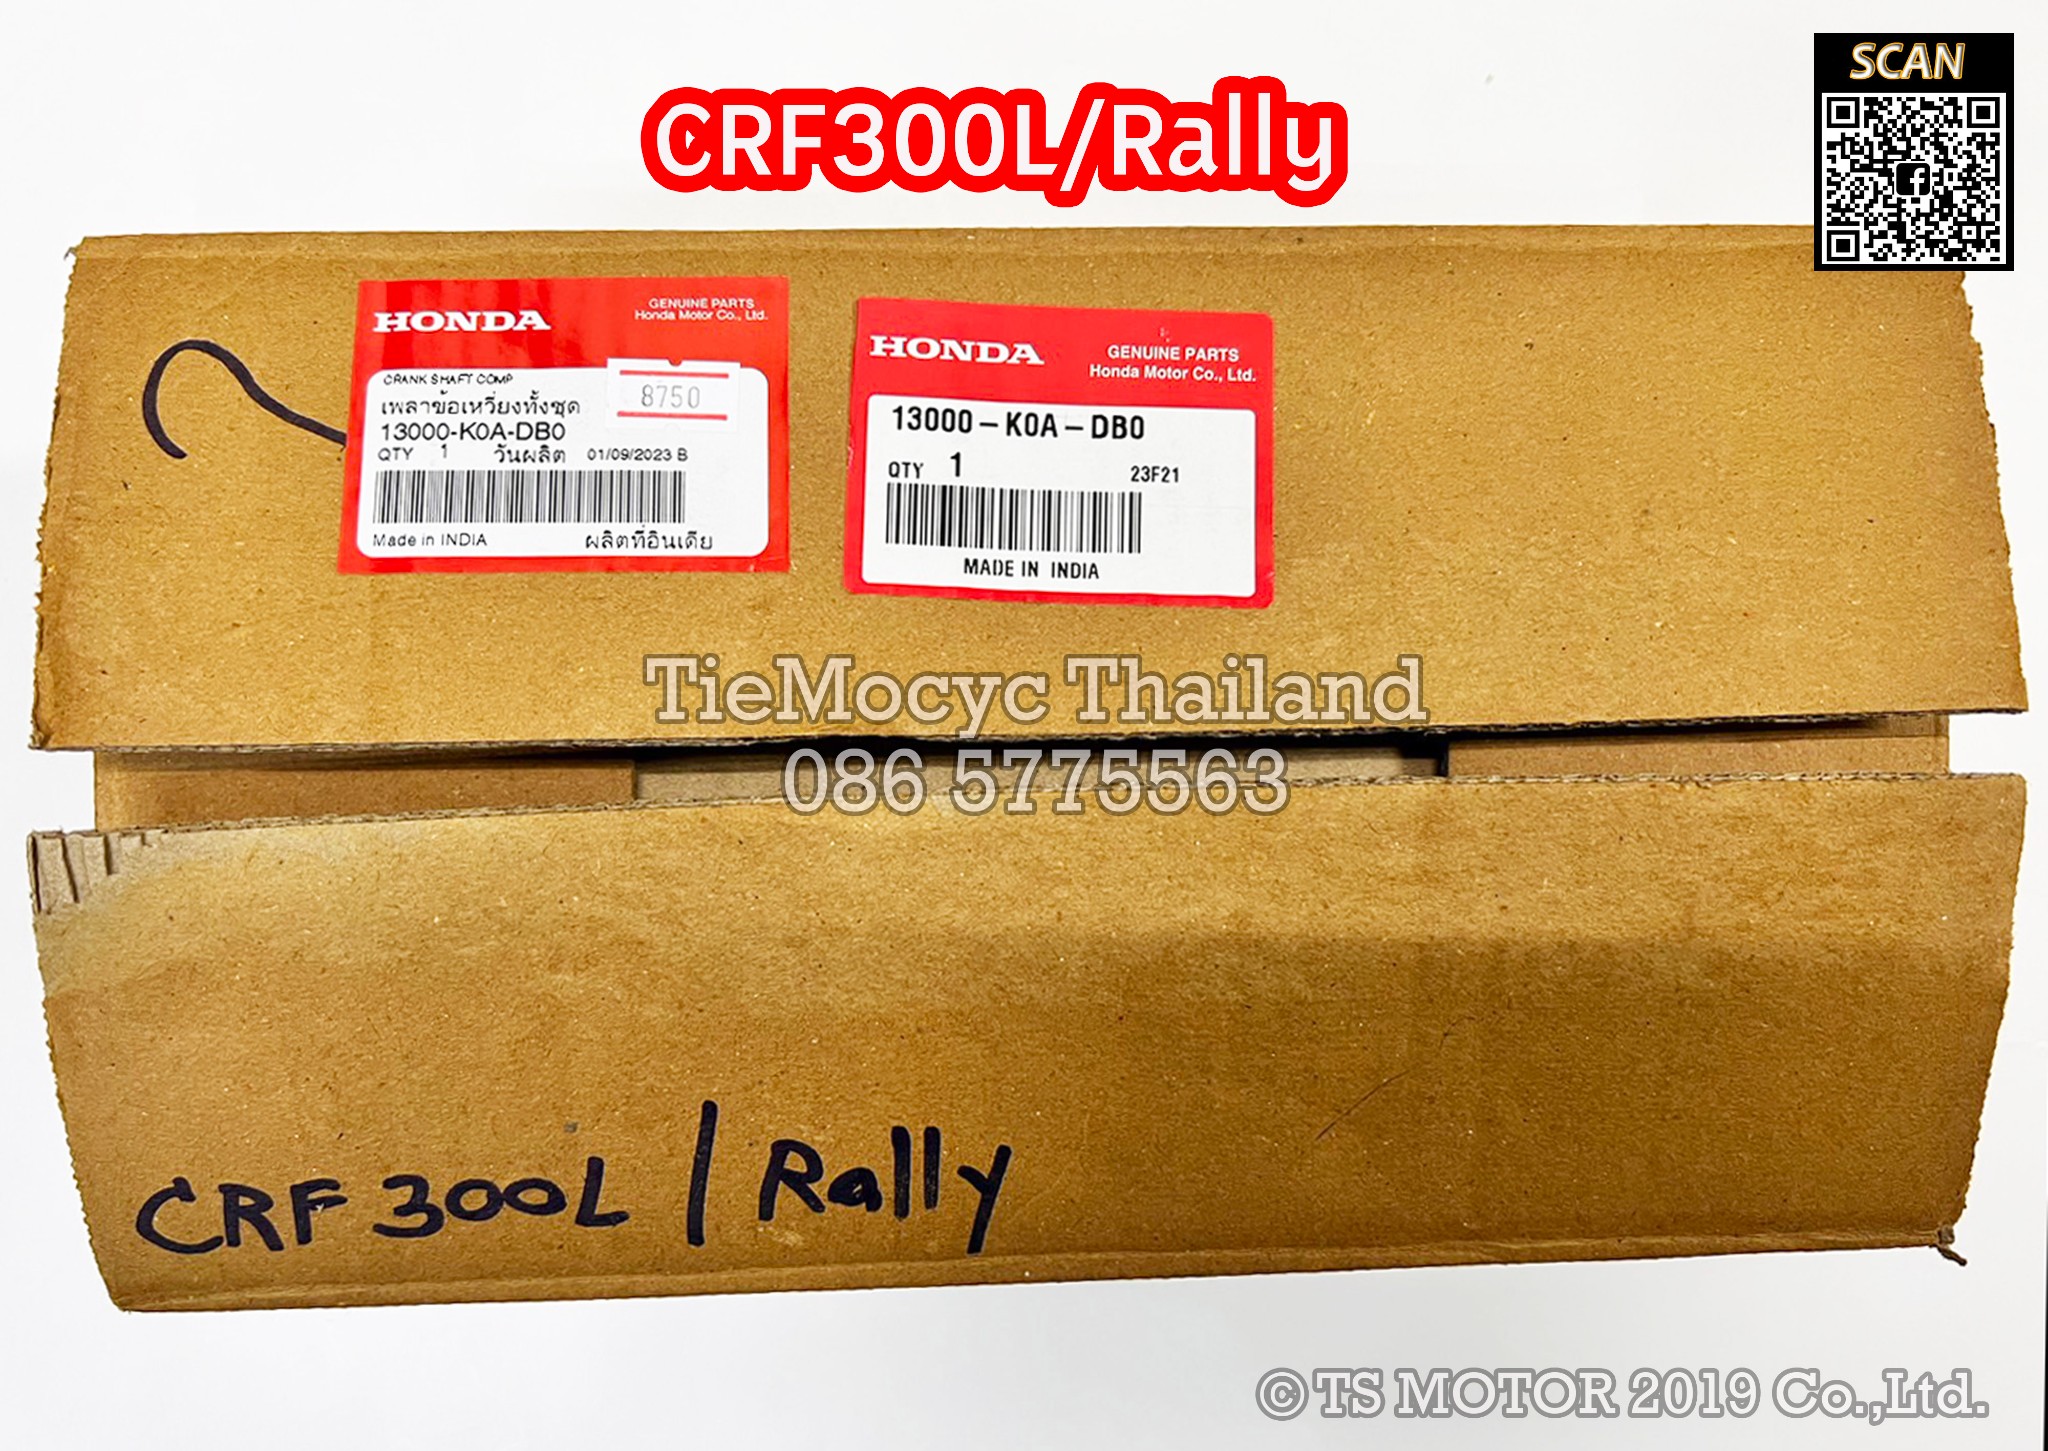 SCAN
CRF300L/Rally
HONDA
GENUINE PARTS
Honda Motor Co., Ltd.
CRANK SHAFT COMP
8750
เพลาข้อเหวี่ยงทั้งชุด
13000-K0A-DB0
QTY 1 วันผลิต 01/09/2023 B
Made in INDIA ผลิตที่อินเดีย
HONDA
GENUINE PARTS
Honda Motor Co., Ltd.
13000-K0A-DB0
QTY 1 23F21
MADE IN INDIA
TieMocyc Thailand
086 5775563
CRF300L/Rally
© TS MOTOR 2019 Co.,Ltd.